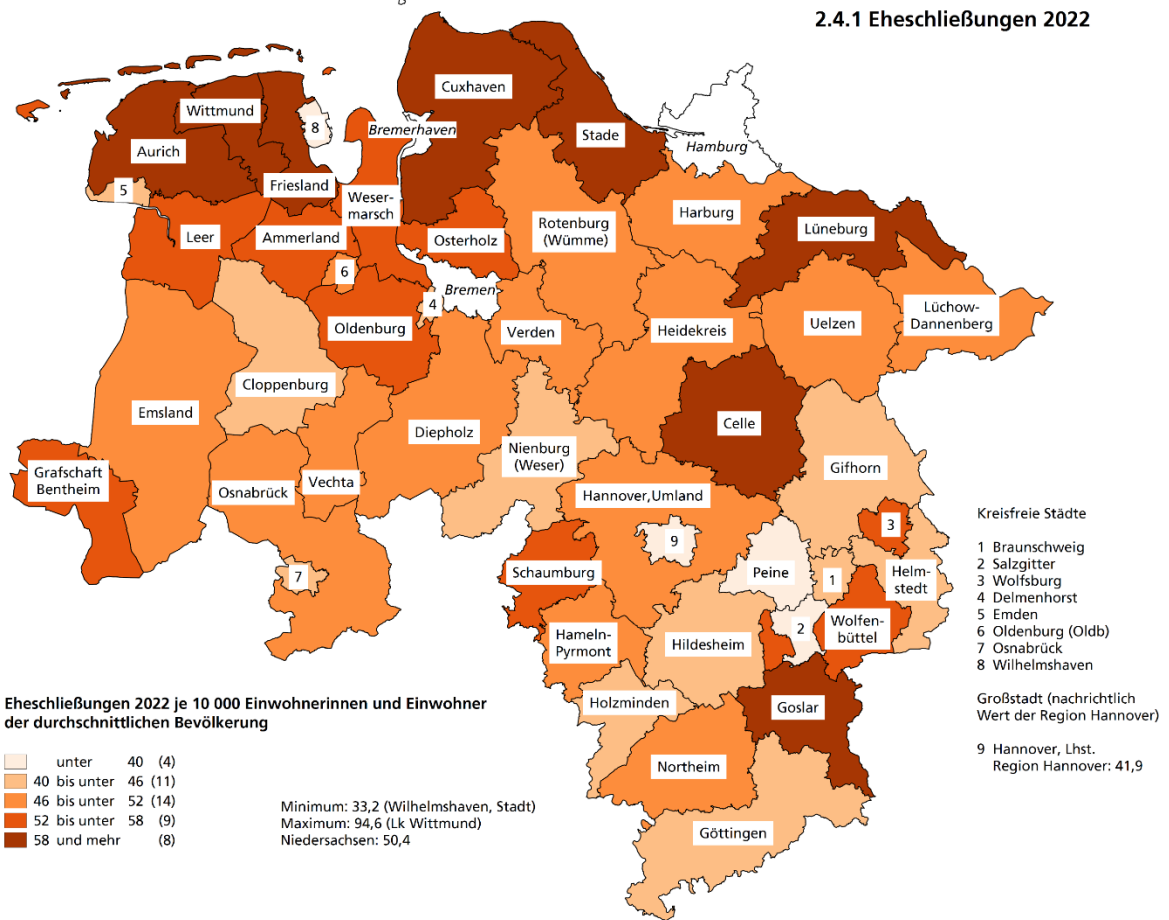 g
2.4.1 Eheschließungen 2022
Cuxhaven
Wittmund
8
Bremerhaven
Stade
Hamburg
Aurich
5
Friesland
Weser-
marsch
Harburg
Rotenburg
(Wümme)
Lüneburg
Leer
Ammerland
Osterholz
6
Bremen
4
Oldenburg
Verden
Heidekreis
Uelzen
Lüchow-
Dannenberg
Cloppenburg
Emsland
Diepholz
Celle
Nienburg
(Weser)
Gifhorn
Grafschaft
Bentheim
Osnabrück
Vechta
Hannover,Umland
3
9
Schaumburg
Peine
1
Helm-
stedt
7
2
Wolfen-
büttel
Hameln-
Pyrmont
Hildesheim
Holzminden
Goslar
Northeim
Göttingen
Kreisfreie Städte
1 Braunschweig
2 Salzgitter
3 Wolfsburg
4 Delmenhorst
5 Emden
6 Oldenburg (Oldb)
7 Osnabrück
8 Wilhelmshaven
Großstadt (nachrichtlich
Wert der Region Hannover)
9 Hannover, Lhst.
Region Hannover: 41,9
Eheschließungen 2022 je 10 000 Einwohnerinnen und Einwohner
der durchschnittlichen Bevölkerung
unter 40 (4)
40 bis unter 46 (11)
46 bis unter 52 (14)
52 bis unter 58 (9)
58 und mehr (8)
Minimum: 33,2 (Wilhelmshaven, Stadt)
Maximum: 94,6 (Lk Wittmund)
Niedersachsen: 50,4